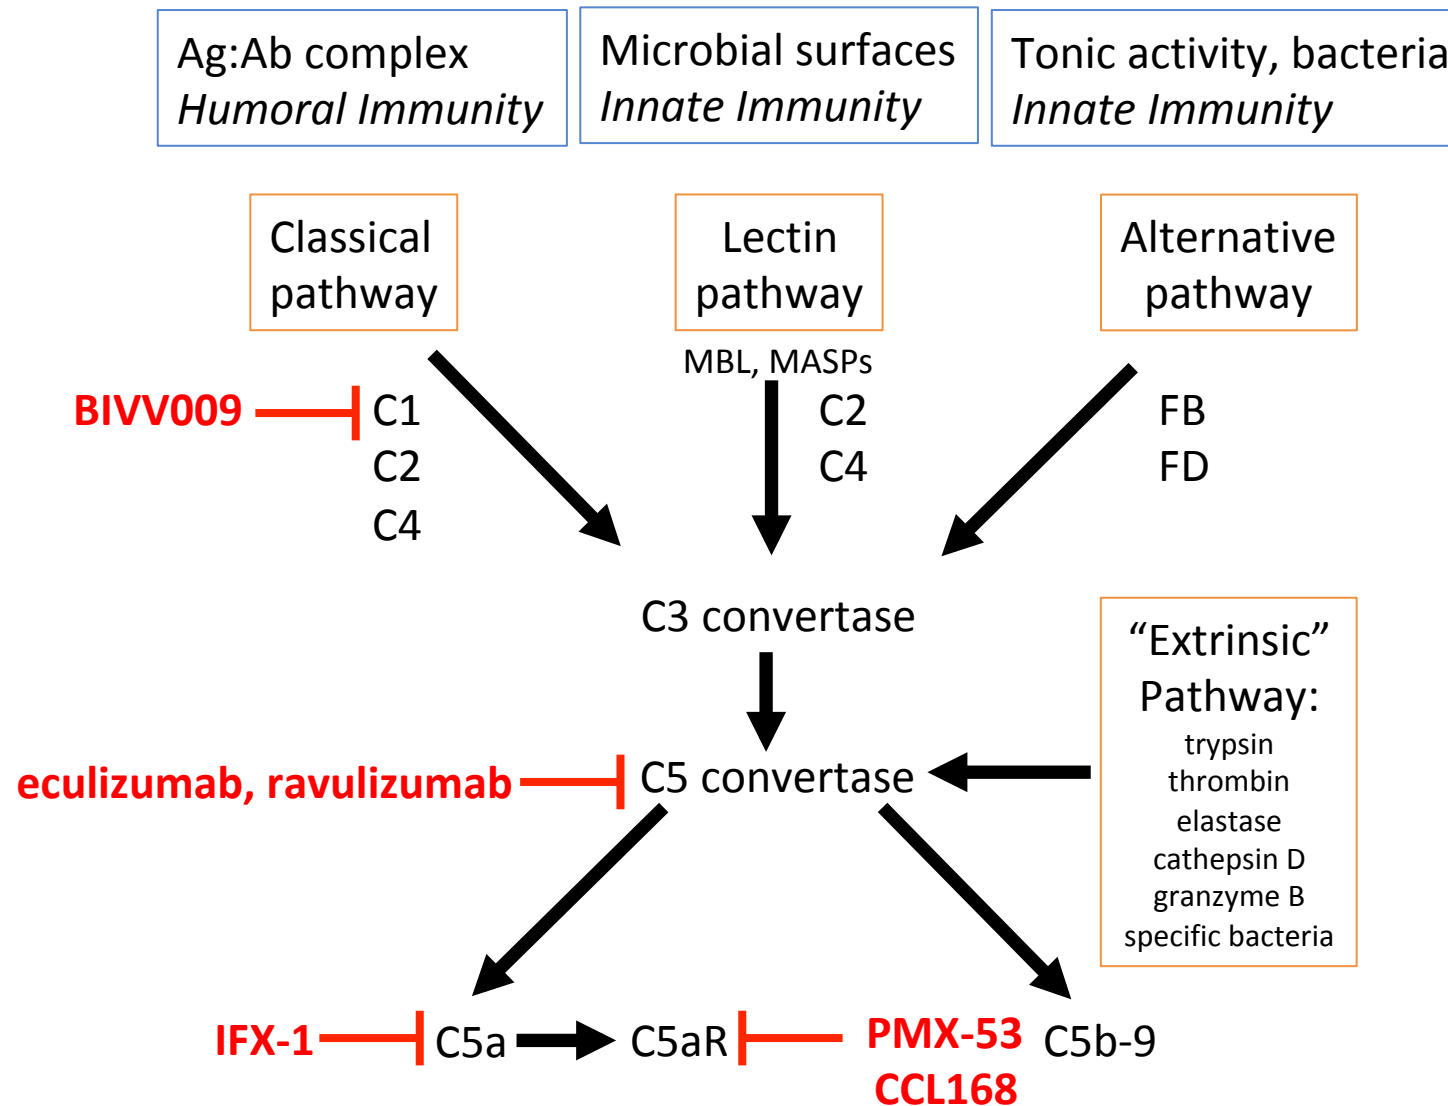 Ag:Ab complex
Humoral Immunity
Microbial surfaces
Innate Immunity
Tonic activity, bacteria
Innate Immunity
Classical
pathway
Lectin
pathway
Alternative
pathway
MBL, MASPs
BIVV009
C1
C2
C4
C2
C4
FB
FD
C3 convertase
“Extrinsic”
Pathway:
trypsin
thrombin
elastase
cathepsin D
granzyme B
specific bacteria
eculizumab, ravulizumab
C5 convertase
IFX-1
C5a
C5aR
PMX-53
CCL168
C5b-9